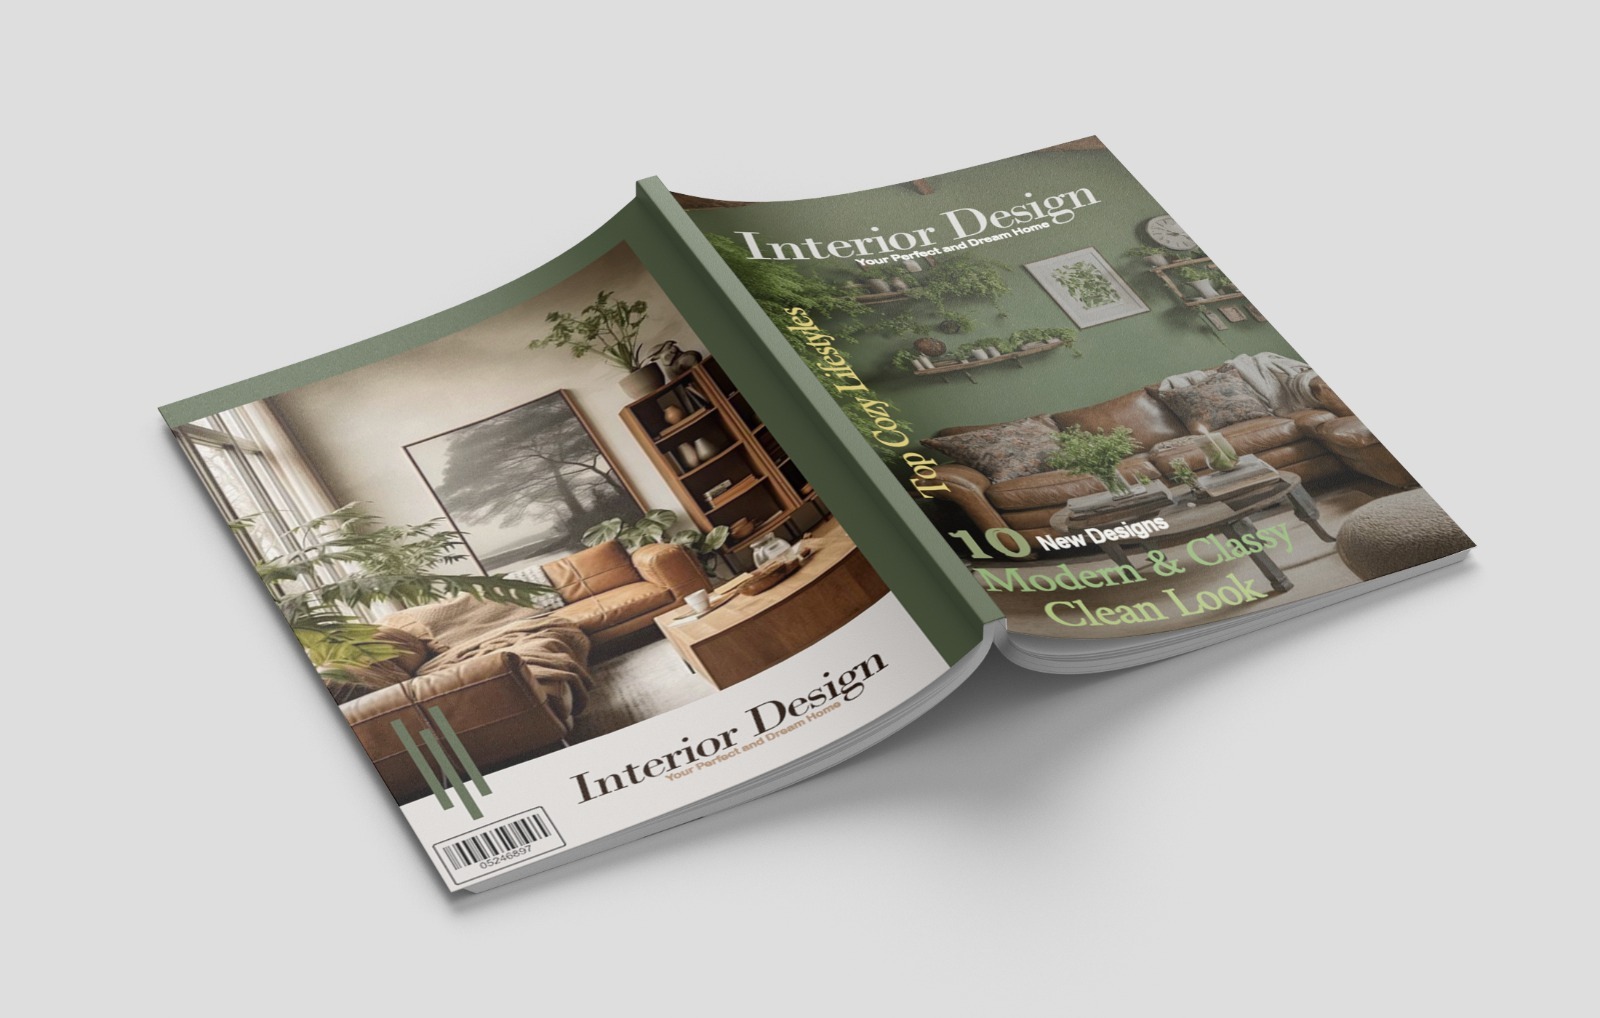 Interior Design
Your Perfect and Dream Home
Top Cozy Lifestyles
10 New Designs
Modern & Classy
Clean Look
Interior Design
Your Perfect and Dream Home
05246897